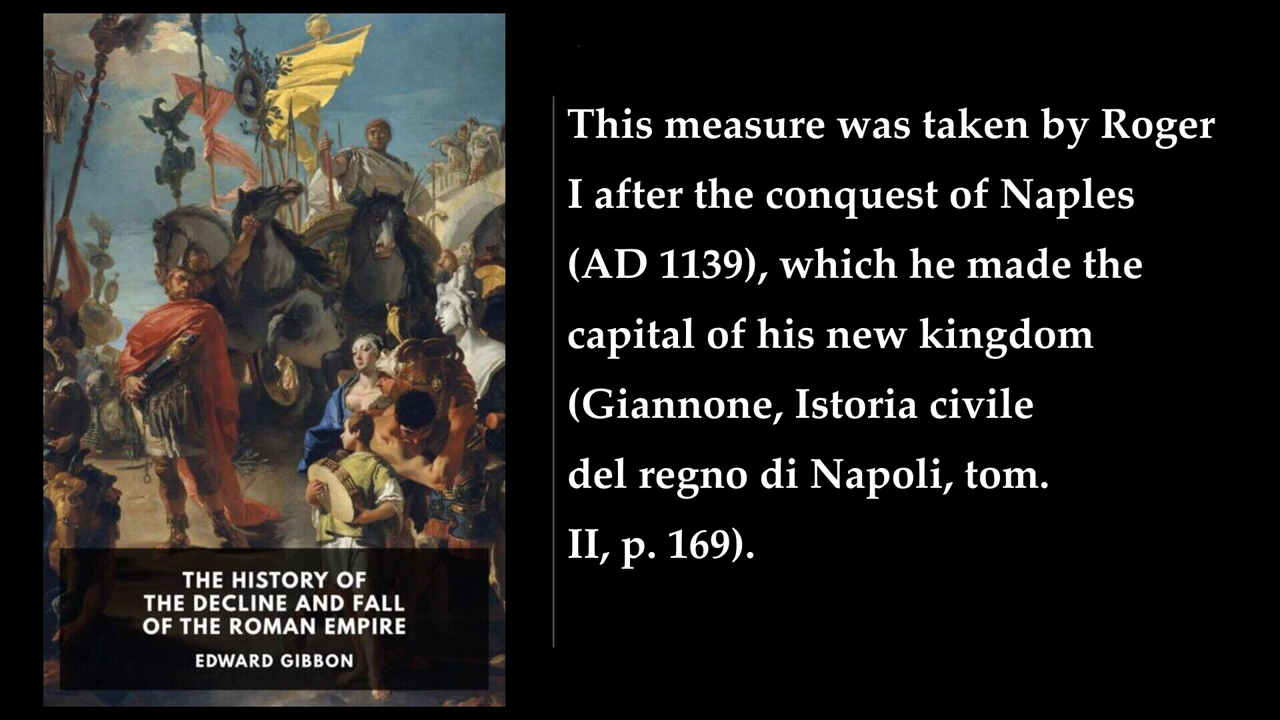 THE HISTORY OF
THE DECLINE AND FALL
OF THE ROMAN EMPIRE
EDWARD GIBBON
This measure was taken by Roger
I after the conquest of Naples
(AD 1139), which he made the
capital of his new kingdom
(Giannone, Istoria civile
del regno di Napoli, tom.
II, p. 169).